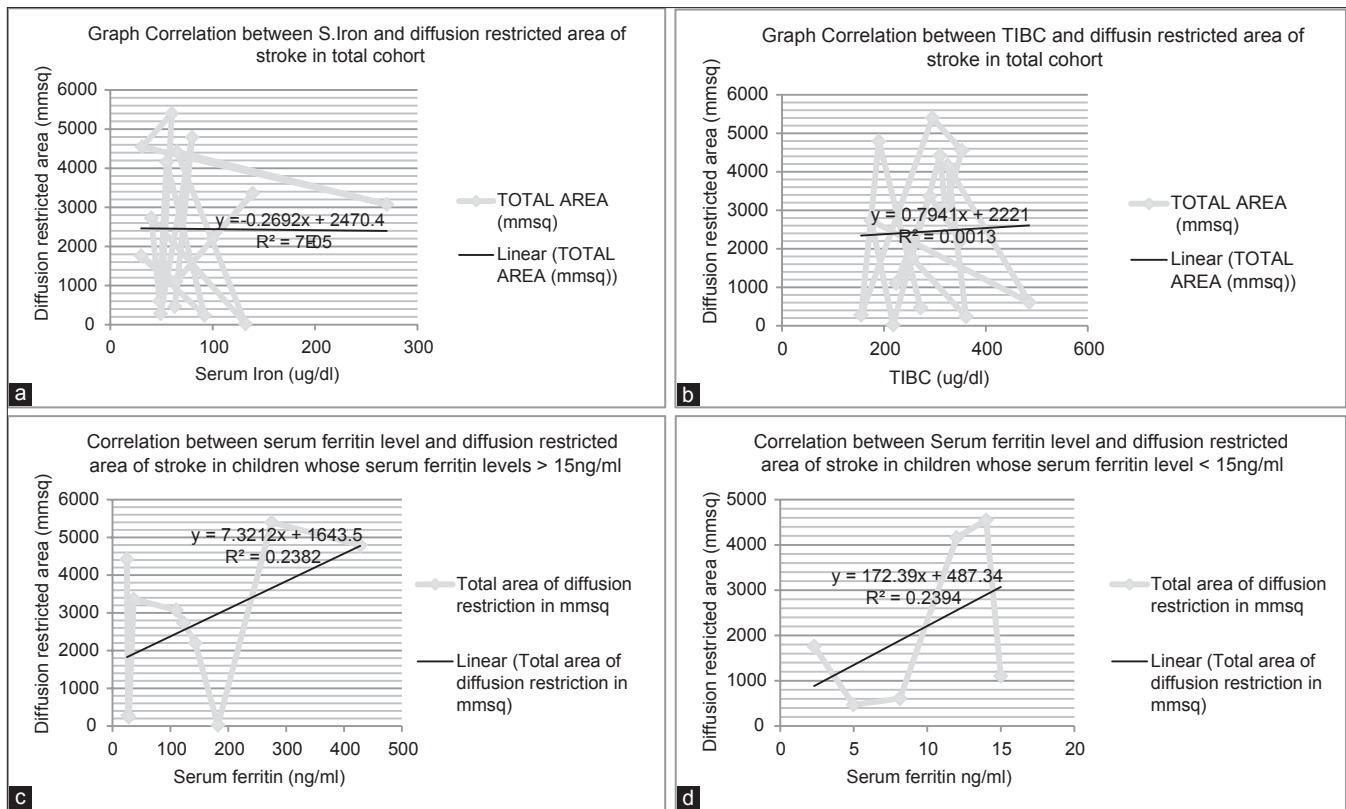 Graph Correlation between S.Iron and diffusion restricted area of
stroke in total cohort
Diffusion restricted area (mmsq)
6000
5000
4000
3000
2000
1000
0
0
100
200
300
Serum Iron (ug/dl)
y =-0.2692x + 2470.4
TOTAL AREA
(mmsq)
Linear (TOTAL
AREA (mmsq))
a
Graph Correlation between TIBC and diffusin restricted area of
stroke in total cohort
Diffusion restricted area (mmsq)
6000
5000
4000
3000
2000
1000
0
0
200
400
600
TIBC (ug/dl)
y = 0.7941x + 2221
R² = 0.0013
TOTAL AREA
(mmsq)
Linear (TOTAL
AREA (mmsq))
b
Correlation between serum ferritin level and diffusion restricted
area of stroke in children whose serum ferritin levels > 15ng/ml
Diffusion restricted area (mmsq)
6000
5000
4000
3000
2000
1000
0
0
100
200
300
400
500
Serum ferritin (ng/ml)
y = 7.3212x + 1643.5
R² = 0.2382
Total area of diffusion
restriction in mmsq
Linear (Total area of
diffusion restriction in
mmsq)
c
Correlation between Serum ferritin level and diffusion restricted
area of stroke in children whose serum ferritin level < 15ng/ml
Diffusion restricted area (mmsq)
5000
4000
3000
2000
1000
0
0
5
10
15
20
Serum ferritin ng/ml)
y = 172.39x + 487.34
R² = 0.2394
Total area of diffusion
restriction in mmsq
Linear (Total area of
diffusion restriction in
mmsq)
d